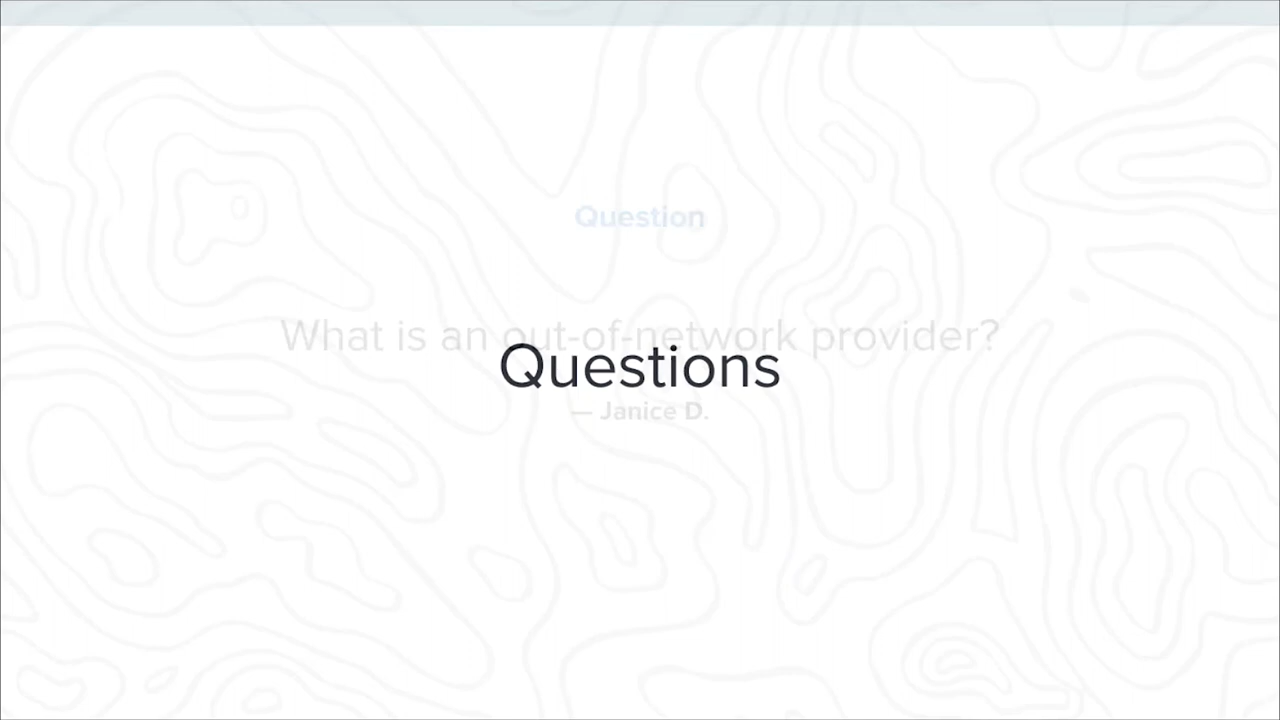 Question
What is an out-of-network provider?
Questions
— Janice D.